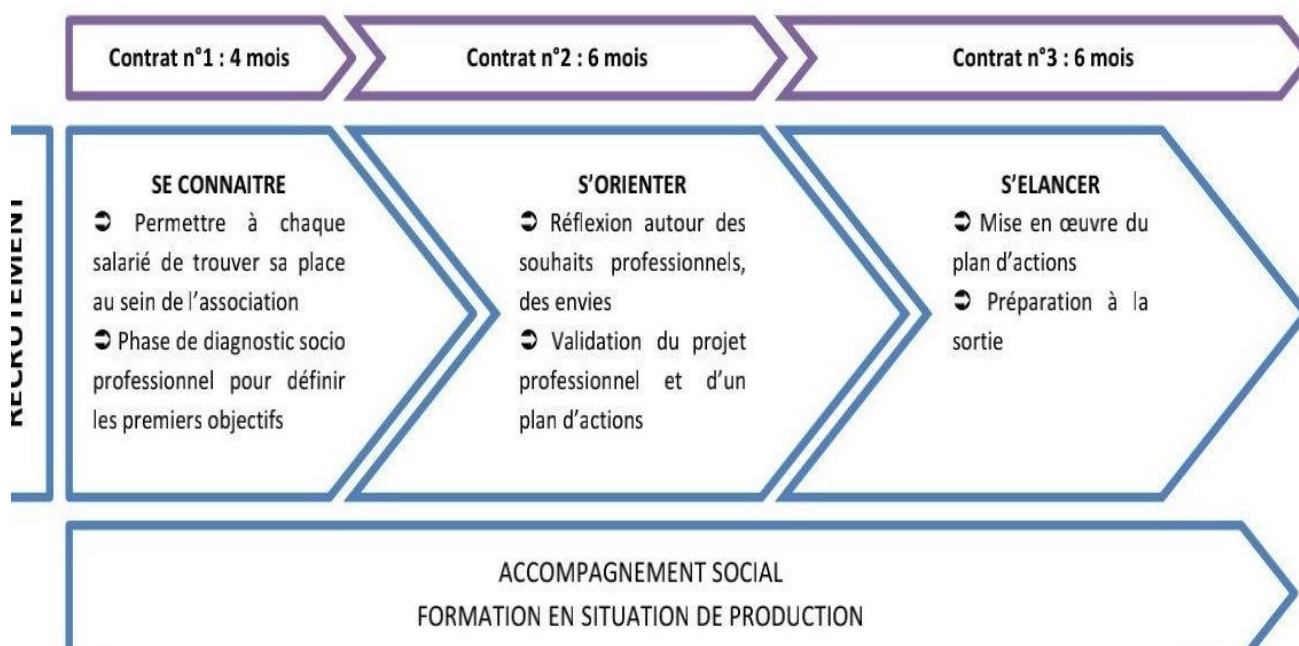 Contrat n°1 : 4 mois
Contrat n°2 : 6 mois
Contrat n°3 : 6 mois
RECRUTEMENT
SE CONNAITRE
➲ Permettre à chaque
salarié de trouver sa place
au sein de l’association
➲ Phase de diagnostic socio
professionnel pour définir
les premiers objectifs
S’ORIENTER
➲ Réflexion autour des
souhaits professionnels,
des envies
➲ Validation du projet
professionnel et d’un
plan d’actions
S’ELANCER
➲ Mise en œuvre du
plan d’actions
➲ Préparation à la
sortie
ACCOMPAGNEMENT SOCIAL
FORMATION EN SITUATION DE PRODUCTION